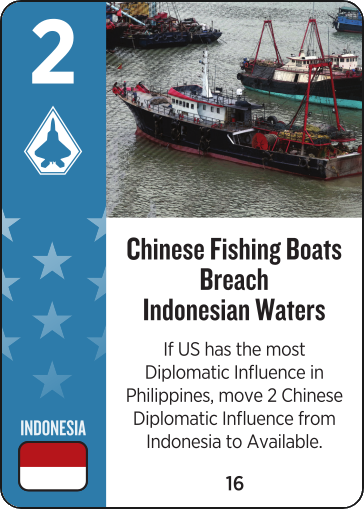 2
Chinese Fishing Boats
Breach
Indonesian Waters
If US has the most
Diplomatic Influence in
Philippines, move 2 Chinese
Diplomatic Influence from
Indonesia to Available.
INDONESIA
16